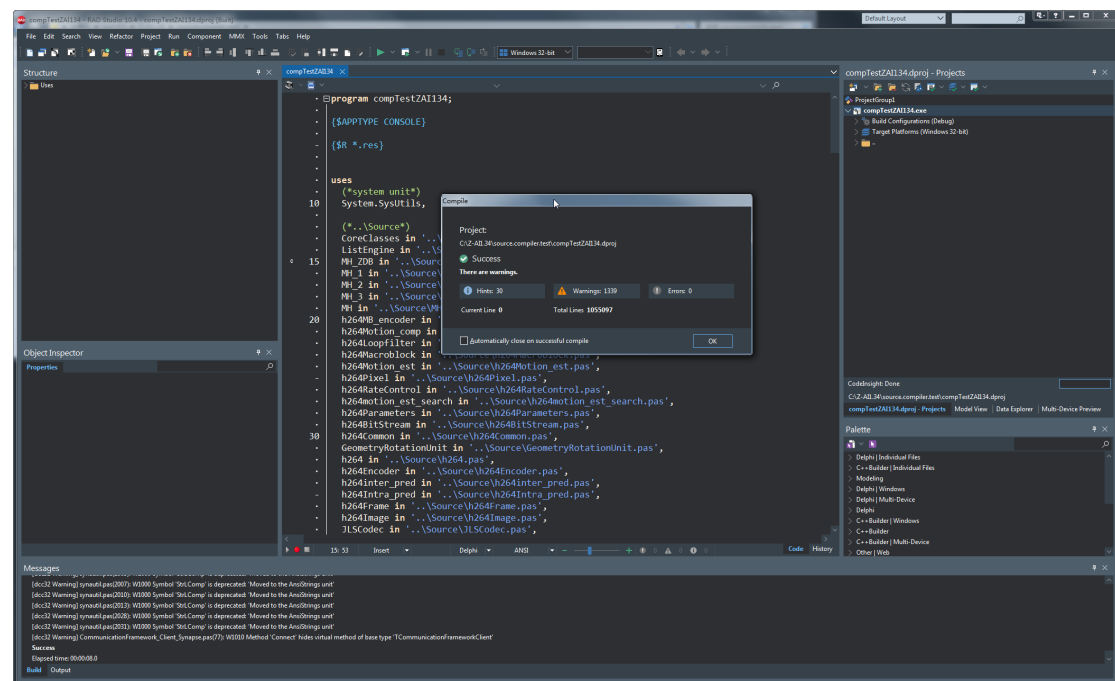 compTestZAI134 - RAD Studio 10.4 - compTestZAI134.dproj (Built)
Default Layout
File Edit Search View Refactor Project Run Component MMX Tools Tabs Help
Windows 32-bit
Structure
Uses
compTestZAI134
program compTestZAI134;
{$APPTYPE CONSOLE}
{$R *.res}
uses
(*system unit*)
10 System.SysUtils,
(*..\Source*)
CoreClasses in '..\
ListEngine in '..\S
15 MH_ZDB in '..\Sourc
MH_1 in '..\Source\
MH_2 in '..\Source\
MH_3 in '..\Source\
MH in '..\Source\MH
20 h264MB_encoder in '
h264Motion_comp in
h264Loopfilter in '
h264Macroblock in '..\Source\h264Macroblock.pas',
h264Motion_est in '..\Source\h264Motion_est.pas',
h264Pixel in '..\Source\h264Pixel.pas',
h264RateControl in '..\Source\h264RateControl.pas',
h264motion_est_search in '..\Source\h264motion_est_search.pas',
h264Parameters in '..\Source\h264Parameters.pas',
h264BitStream in '..\Source\h264BitStream.pas',
30 h264Common in '..\Source\h264Common.pas',
GeometryRotationUnit in '..\Source\GeometryRotationUnit.pas',
h264 in '..\Source\h264.pas',
h264Encoder in '..\Source\h264Encoder.pas',
h264inter_pred in '..\Source\h264inter_pred.pas',
h264Intra_pred in '..\Source\h264Intra_pred.pas',
h264Frame in '..\Source\h264Frame.pas',
h264Image in '..\Source\h264Image.pas',
JLSCodec in '..\Source\JLSCodec.pas',
15: 53 Insert Delphi ANSI 0 0 0 Code History
Compile
Project:
C:\Z-AI1.34\source.compiler.test\compTestZAI134.dproj
Success
There are warnings.
Hints: 30 Warnings: 1339 Errors: 0
Current Line 0 Total Lines 1055097
Automatically close on successful compile
OK
Object Inspector
Properties
compTestZAI134.dproj - Projects
ProjectGroup1
compTestZAI134.exe
Build Configurations (Debug)
Target Platforms (Windows 32-bit)
..
CodeInsight: Done
C:\Z-AI1.34\source.compiler.test\compTestZAI134.dproj
compTestZAI134.dproj - Projects Model View Data Explorer Multi-Device Preview
Palette
Delphi | Individual Files
C++Builder | Individual Files
Modeling
Delphi | Windows
Delphi | Multi-Device
Delphi
C++Builder | Windows
C++Builder
C++Builder | Multi-Device
Other | Web
Messages
[dcc32 Warning] synautil.pas(2007): W1000 Symbol 'StrLComp' is deprecated: 'Moved to the AnsiStrings unit'
[dcc32 Warning] synautil.pas(2010): W1000 Symbol 'StrLComp' is deprecated: 'Moved to the AnsiStrings unit'
[dcc32 Warning] synautil.pas(2013): W1000 Symbol 'StrLComp' is deprecated: 'Moved to the AnsiStrings unit'
[dcc32 Warning] synautil.pas(2028): W1000 Symbol 'StrLComp' is deprecated: 'Moved to the AnsiStrings unit'
[dcc32 Warning] synautil.pas(2031): W1000 Symbol 'StrLComp' is deprecated: 'Moved to the AnsiStrings unit'
[dcc32 Warning] CommunicationFramework_Client_Synapse.pas(77): W1010 Method 'Connect' hides virtual method of base type 'TCommunicationFrameworkClient'
Success
Elapsed time: 00:00:08.0
Build Output